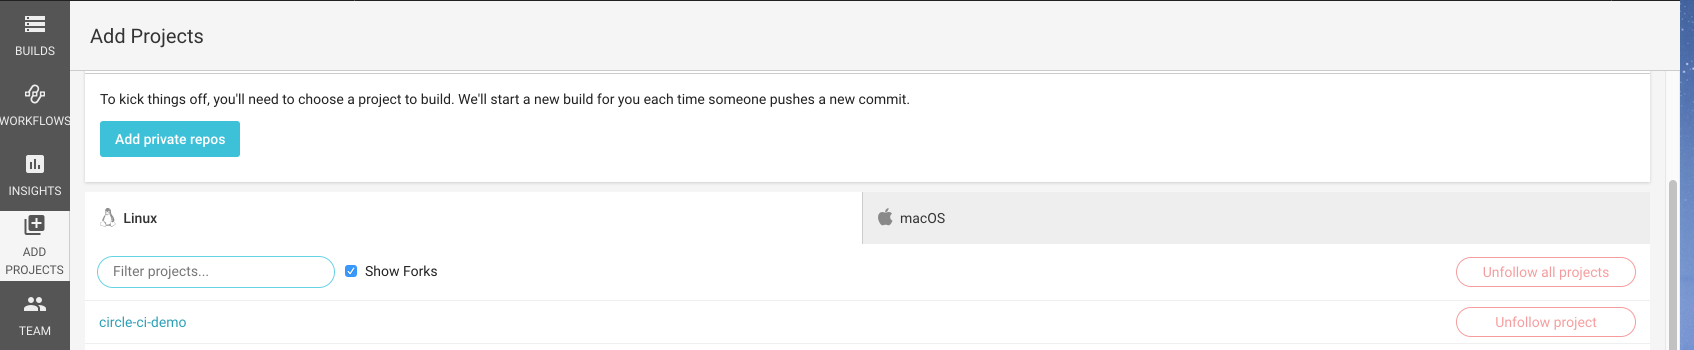 BUILDS
WORKFLOWS
INSIGHTS
ADD
PROJECTS
TEAM
Add Projects
To kick things off, you'll need to choose a project to build. We'll start a new build for you each time someone pushes a new commit.
Add private repos
Linux
macOS
Filter projects...
Show Forks
Unfollow all projects
circle-ci-demo
Unfollow project